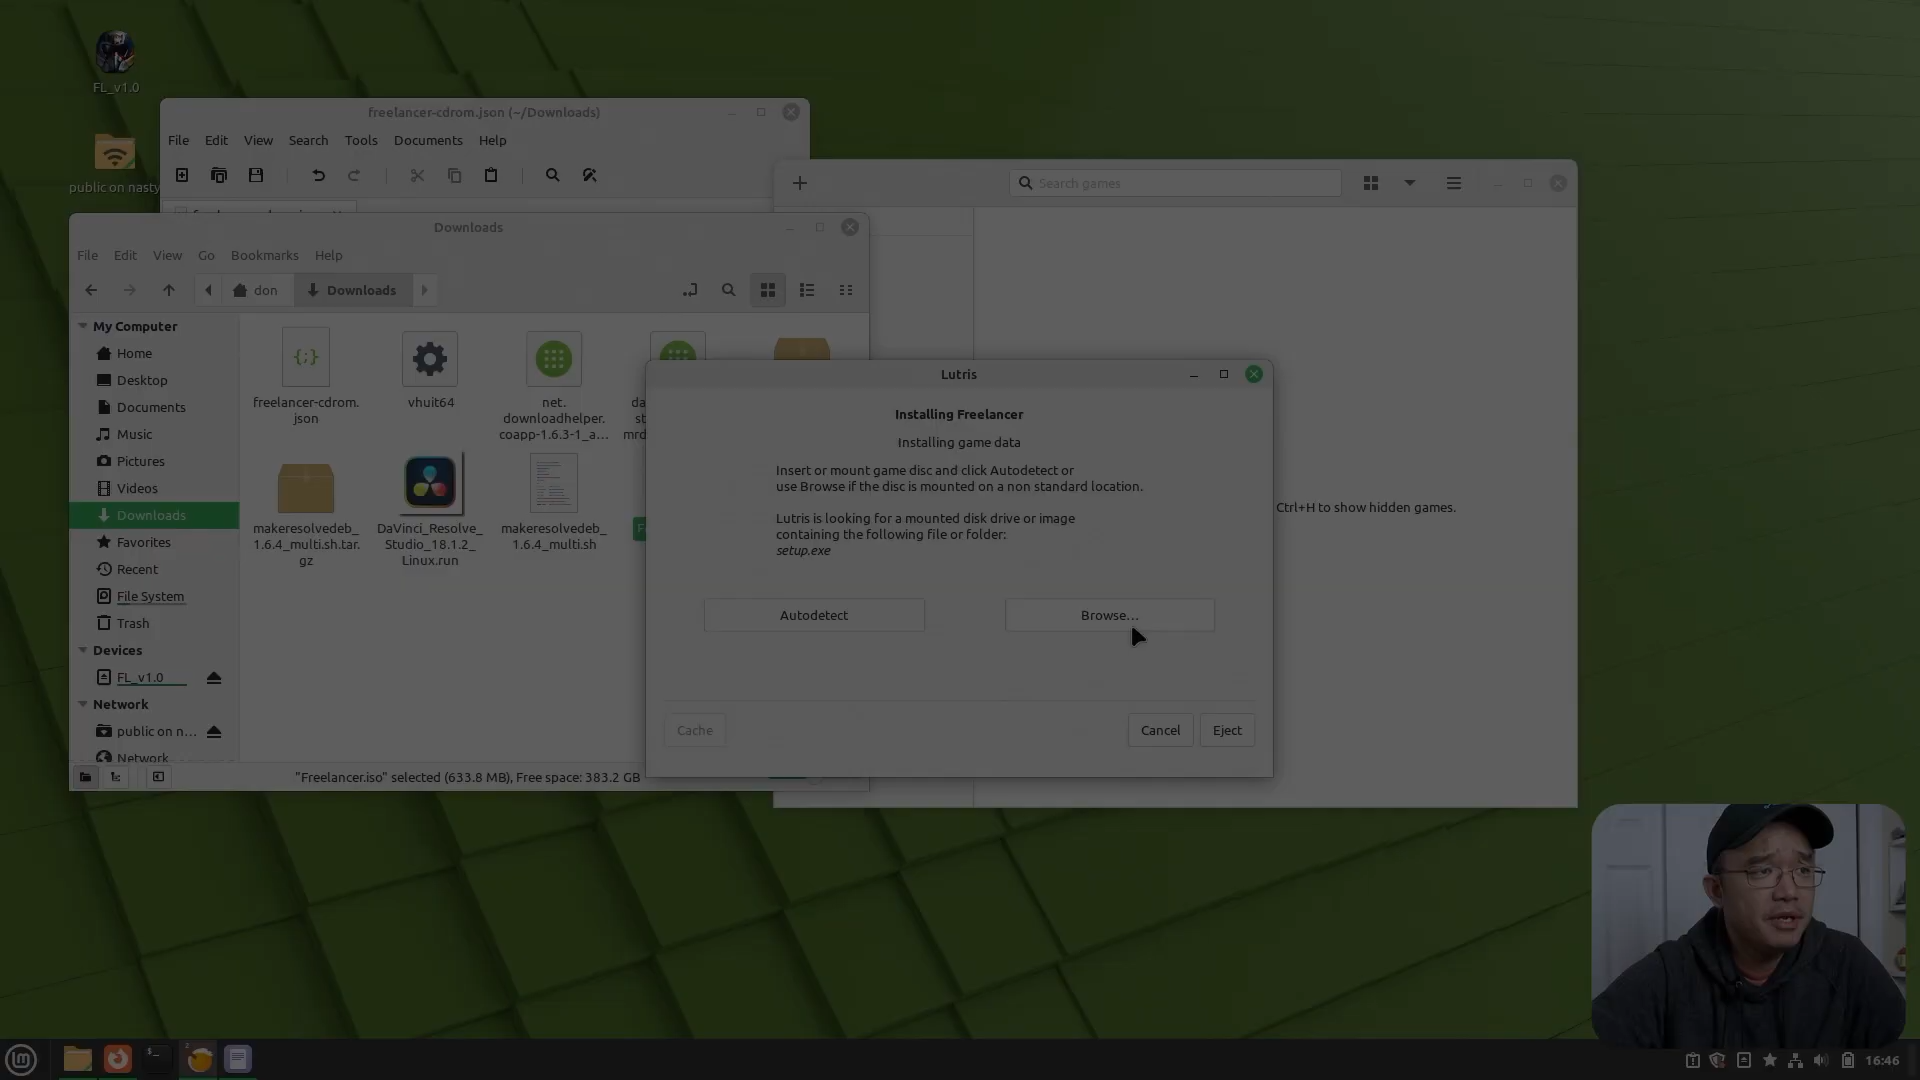 FL_v1.0
public on nasty
freelancer-cdrom.json (~/Downloads)
File Edit View Search Tools Documents Help
Search games
Downloads
File Edit View Go Bookmarks Help
don
Downloads
My Computer
Home
Desktop
Documents
Music
Pictures
Videos
Downloads
Favorites
Recent
File System
Trash
Devices
FL_v1.0
Network
public on n...
Network
freelancer-cdrom.
json
vhuit64
net.
downloadhelper.
coapp-1.6.3-1_a...
makeresolvedeb_
1.6.4_multi.sh.tar.
gz
DaVinci_Resolve_
Studio_18.1.2_
Linux.run
makeresolvedeb_
1.6.4_multi.sh
"Freelancer.iso" selected (633.8 MB), Free space: 383.2 GB
Lutris
Installing Freelancer
Installing game data
Insert or mount game disc and click Autodetect or
use Browse if the disc is mounted on a non standard location.
Lutris is looking for a mounted disk drive or image
containing the following file or folder:
setup.exe
Autodetect
Browse...
Cache
Cancel
Eject
Ctrl+H to show hidden games.
16:46